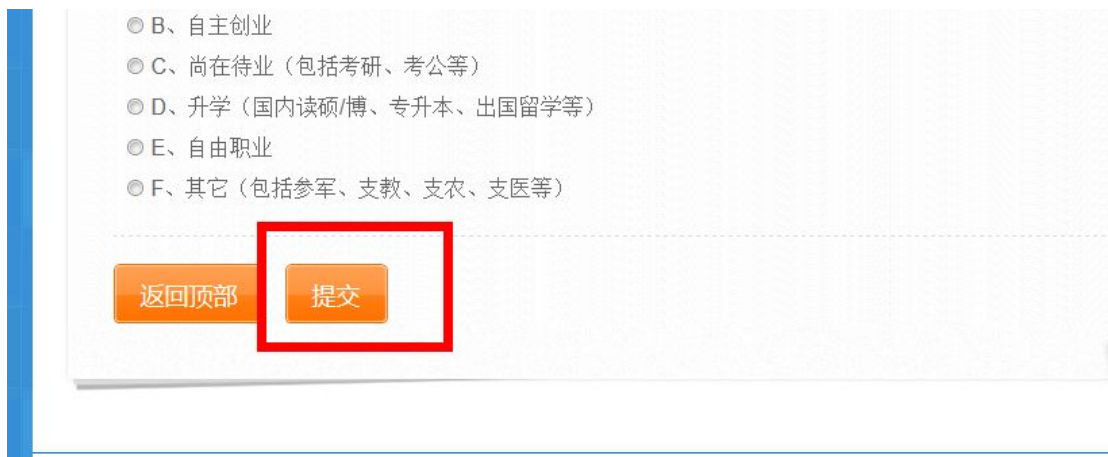 B、自主创业
C、尚在待业（包括考研、考公等）
D、升学（国内读硕/博、专升本、出国留学等）
E、自由职业
F、其它（包括参军、支教、支农、支医等）
返回顶部 提交